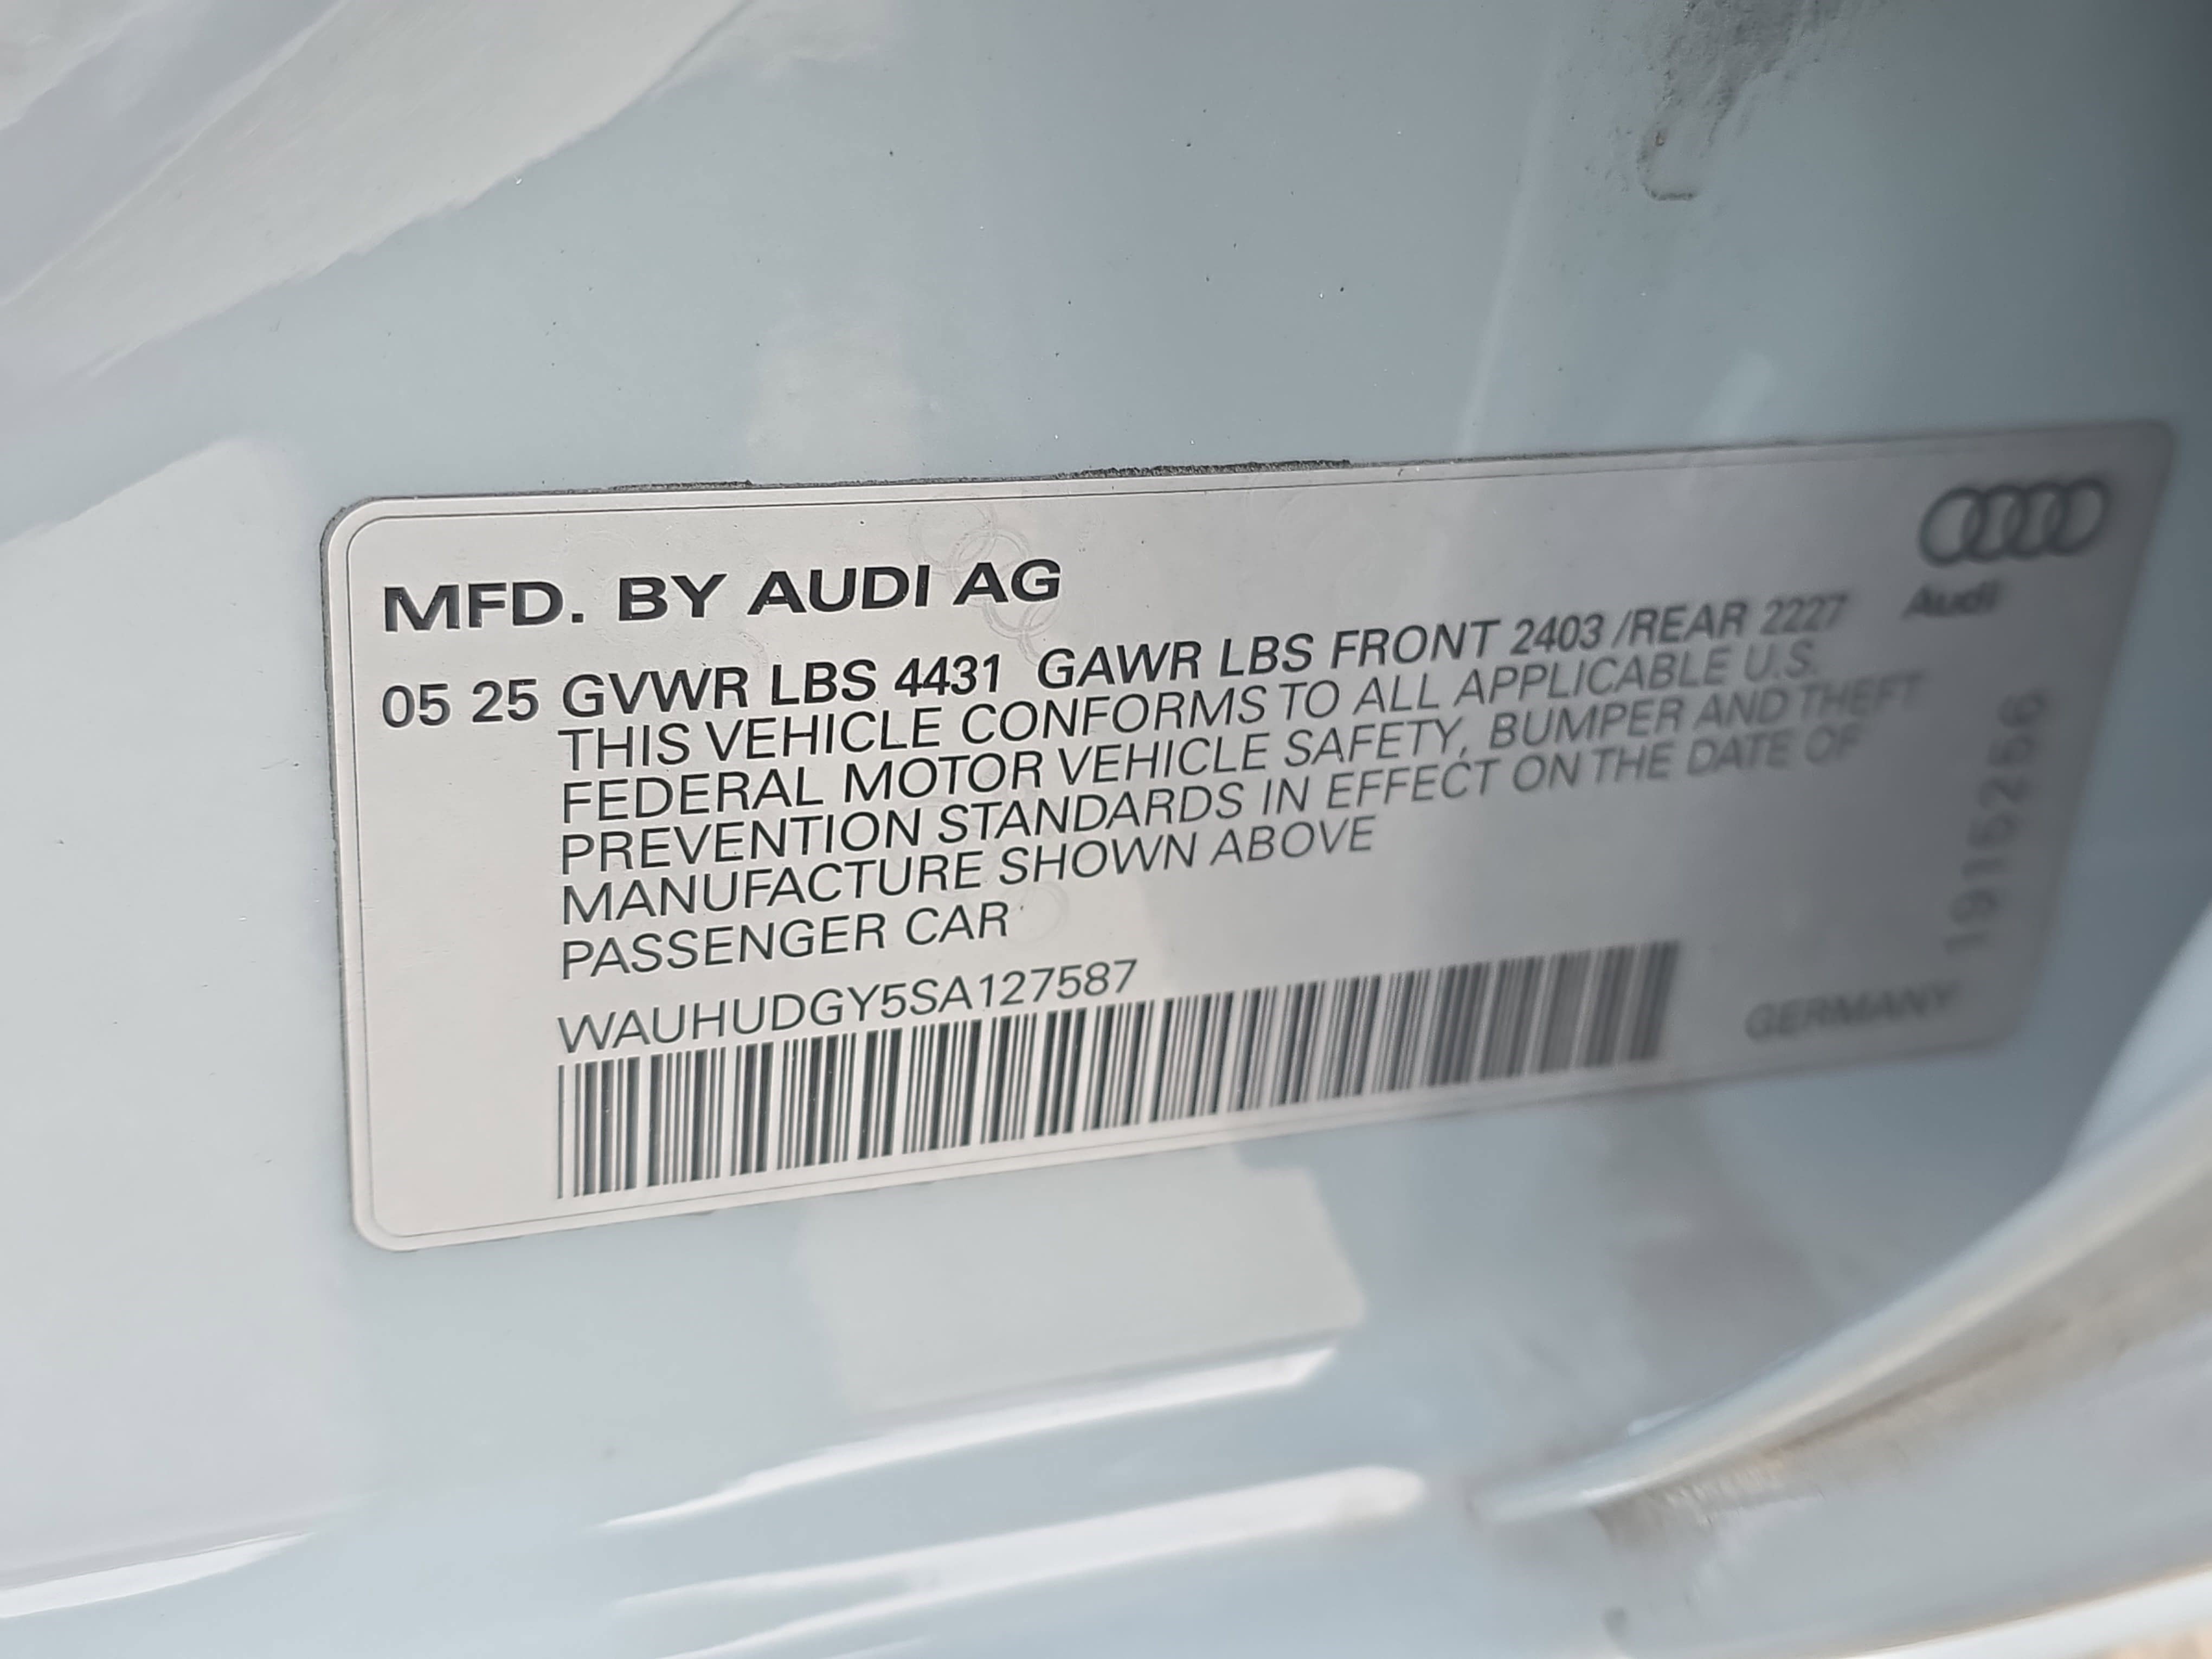 MFD. BY AUDI AG
Audi
05 25 GVWR LBS 4431 GAWR LBS FRONT 2403 /REAR 2227
THIS VEHICLE CONFORMS TO ALL APPLICABLE U.S.
FEDERAL MOTOR VEHICLE SAFETY, BUMPER AND THEFT
PREVENTION STANDARDS IN EFFECT ON THE DATE OF
MANUFACTURE SHOWN ABOVE
PASSENGER CAR
WAUHUDGY5SA127587
GERMANY